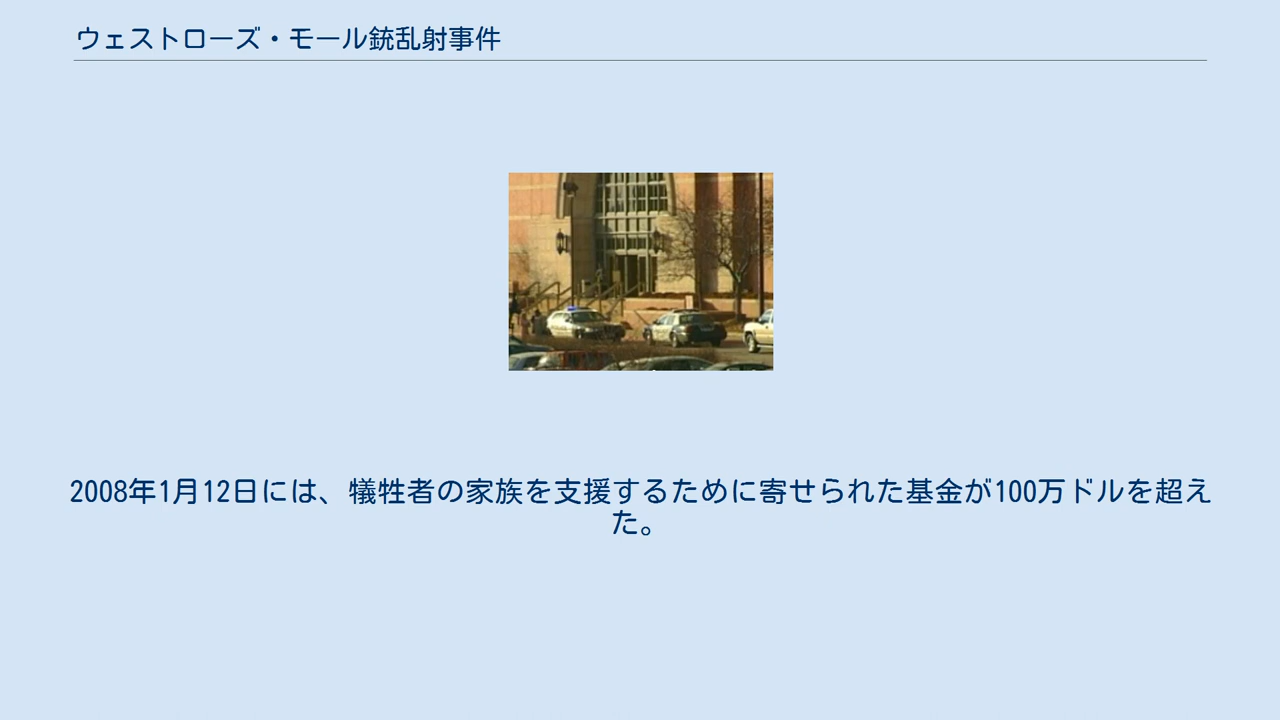 ウェストローズ・モール銃乱射事件
2008年1月12日には、犠牲者の家族を支援するために寄せられた基金が100万ドルを超え
た。